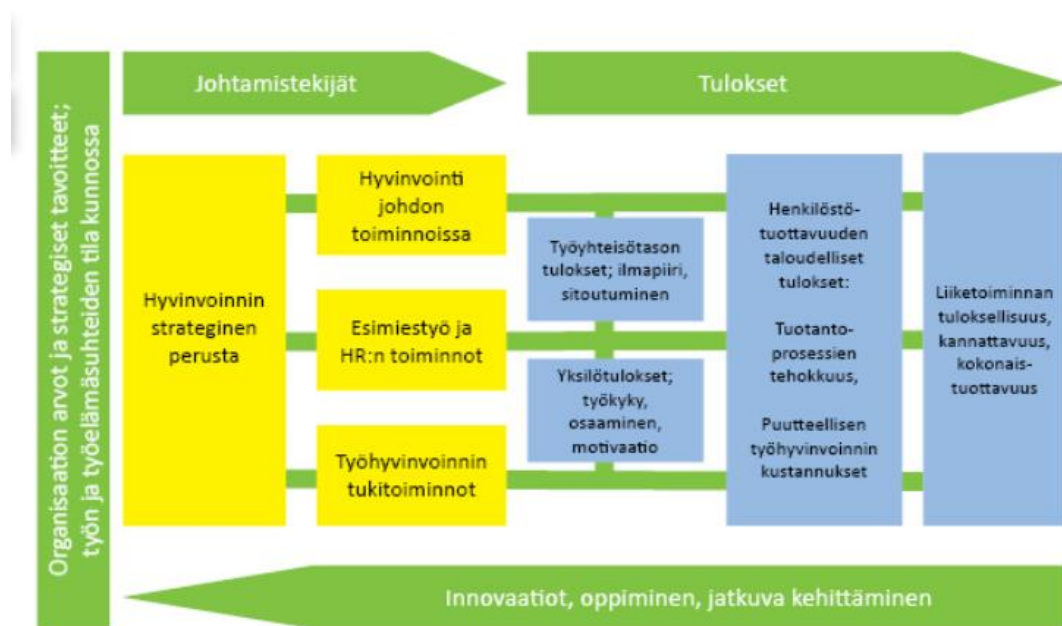 Organisaation arvot ja strategiset tavoitteet;
työn ja työelämäsuhteiden tila kunnossa
Johtamistekijät
Tulokset
Hyvinvoinnin
strateginen
perusta
Hyvinvointi
johdon
toiminnoissa
Esimiestyö ja
HR:n toiminnot
Työhyvinvoinnin
tukitoiminnot
Työyhteisötason
tulokset; ilmapiiri,
sitoutuminen
Yksilötulokset;
työkyky,
osaaminen,
motivaatio
Henkilöstö-
tuottavuuden
taloudelliset
tulokset:
Tuotanto-
prosessien
tehokkuus,
Puutteellisen
työhyvinvoinnin
kustannukset
Liiketoiminnan
tuloksellisuus,
kannattavuus,
kokonais-
tuottavuus
Innovaatiot, oppiminen, jatkuva kehittäminen